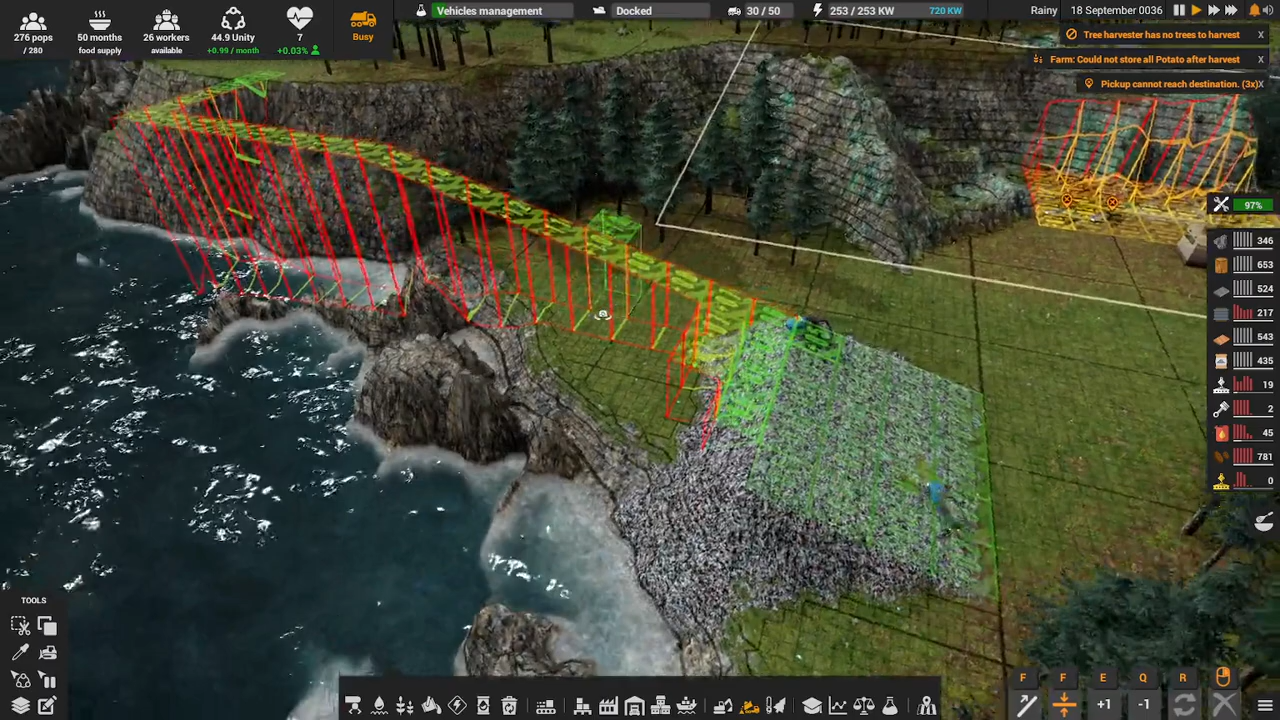 276 pops
/ 280
50 months
food supply
26 workers
available
44.9 Unity
+0.99 / month
7
+0.03%
Busy
Vehicles management
Docked
30 / 50
253 / 253 KW
720 KW
Rainy
18 September 0036
Tree harvester has no trees to harvest
X
Farm: Could not store all Potato after harvest
X
Pickup cannot reach destination. (3x)
X
97%
346
653
524
217
543
435
19
2
45
781
0
TOOLS
F
F
E
Q
R
+1
-1